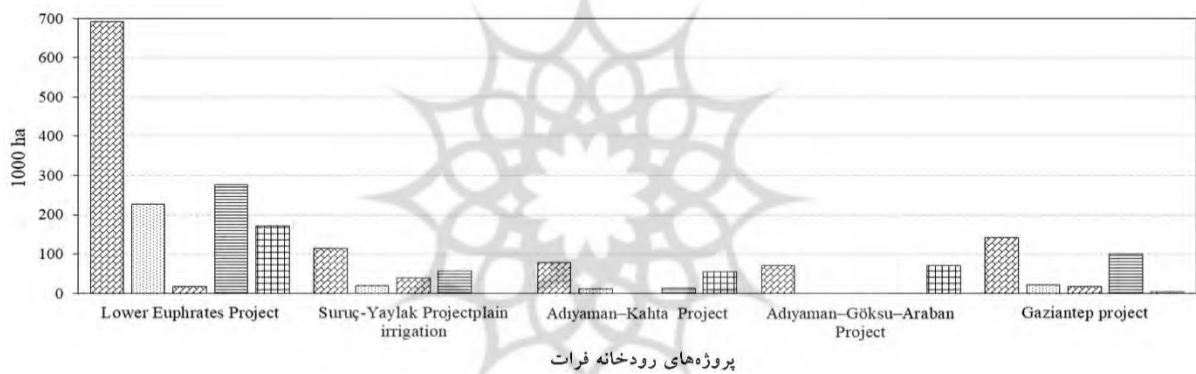 700
600
500
400
300
200
100
0
1000 ha
Lower Euphrates Project
Suruç-Yaylak Projectplain
irrigation
Adıyaman–Kahta Project
Adıyaman–Göksu–Araban
Project
Gaziantep project
پروژه‌های رودخانه فرات